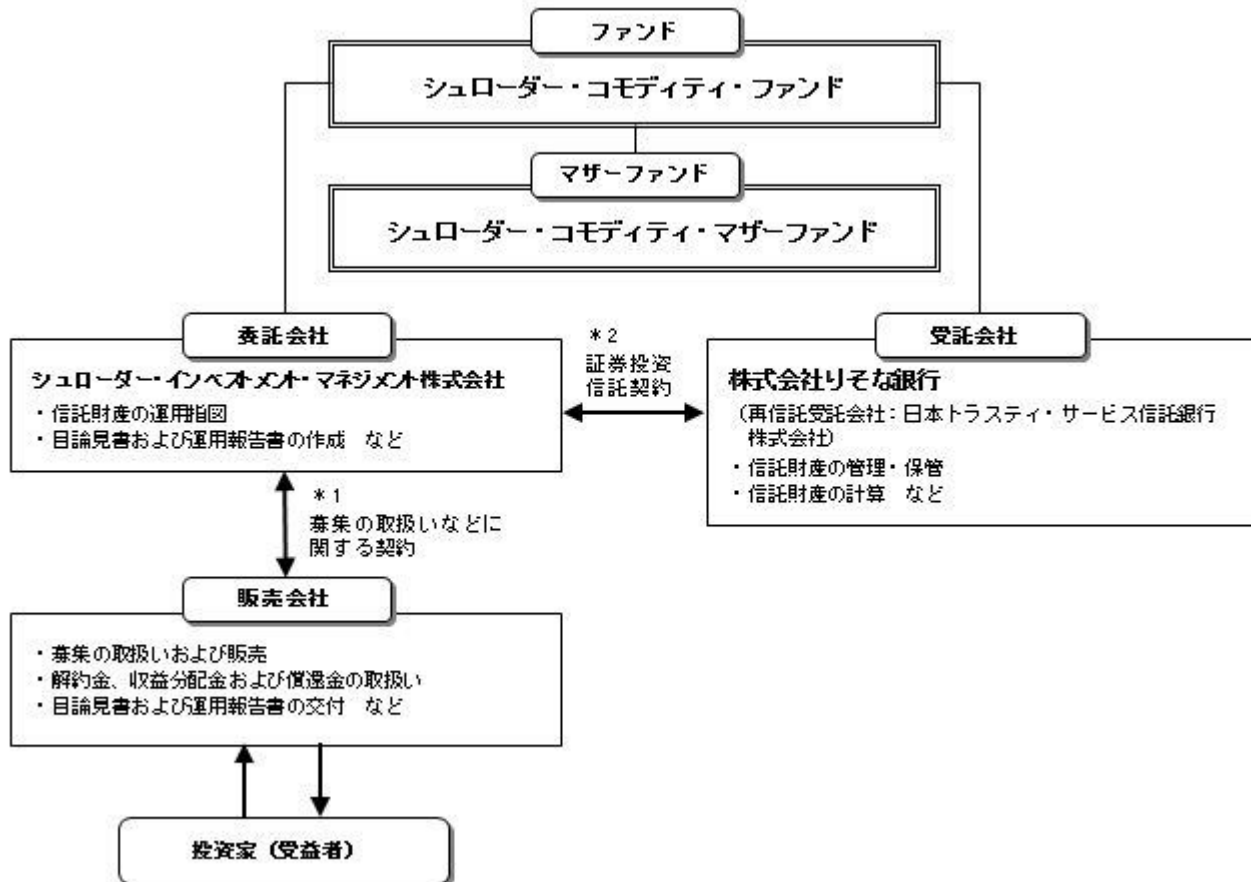 ファンド
シュローダー・コモディティ・ファンド
マザーファンド
シュローダー・コモディティ・マザーファンド
委託会社
シュローダー・インベストメント・マネジメント株式会社
・信託財産の運用指図
・目論見書および運用報告書の作成　など
*2
証券投資
信託契約
受託会社
株式会社りそな銀行
（再信託受託会社：日本トラスティ・サービス信託銀行
株式会社）
・信託財産の管理・保管
・信託財産の計算　など
*1
募集の取扱いなどに
関する契約
販売会社
・募集の取扱いおよび販売
・解約金、収益分配金および償還金の取扱い
・目論見書および運用報告書の交付　など
投資家（受益者）